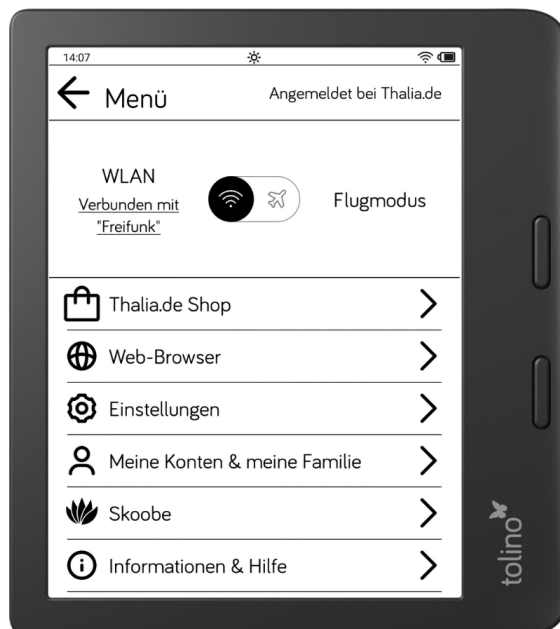 14:07
Menü
Angemeldet bei Thalia.de
WLAN
Verbunden mit
"Freifunk"
Flugmodus
Thalia.de Shop
Web-Browser
Einstellungen
Meine Konten & meine Familie
Skoobe
Informationen & Hilfe
tolino